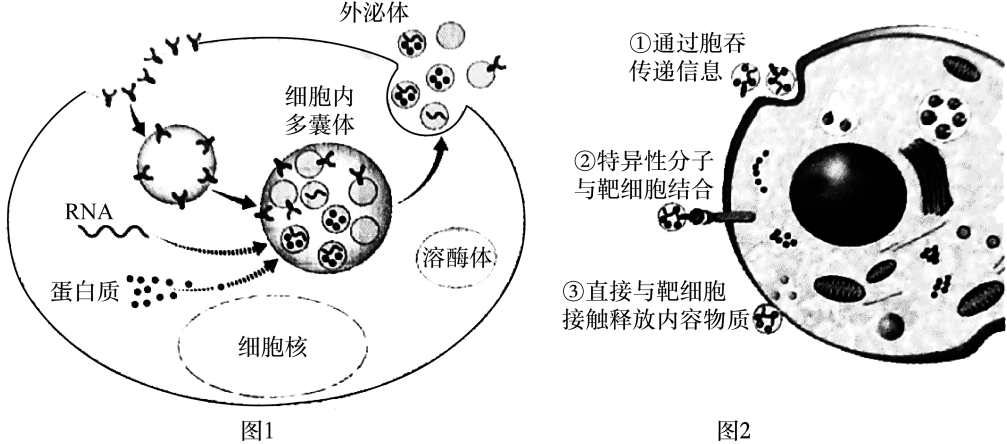 外泌体
细胞内
多囊体
RNA
蛋白质
溶酶体
细胞核
图1
①通过胞吞
传递信息
②特异性分子
与靶细胞结合
③直接与靶细胞
接触释放内容物质
图2